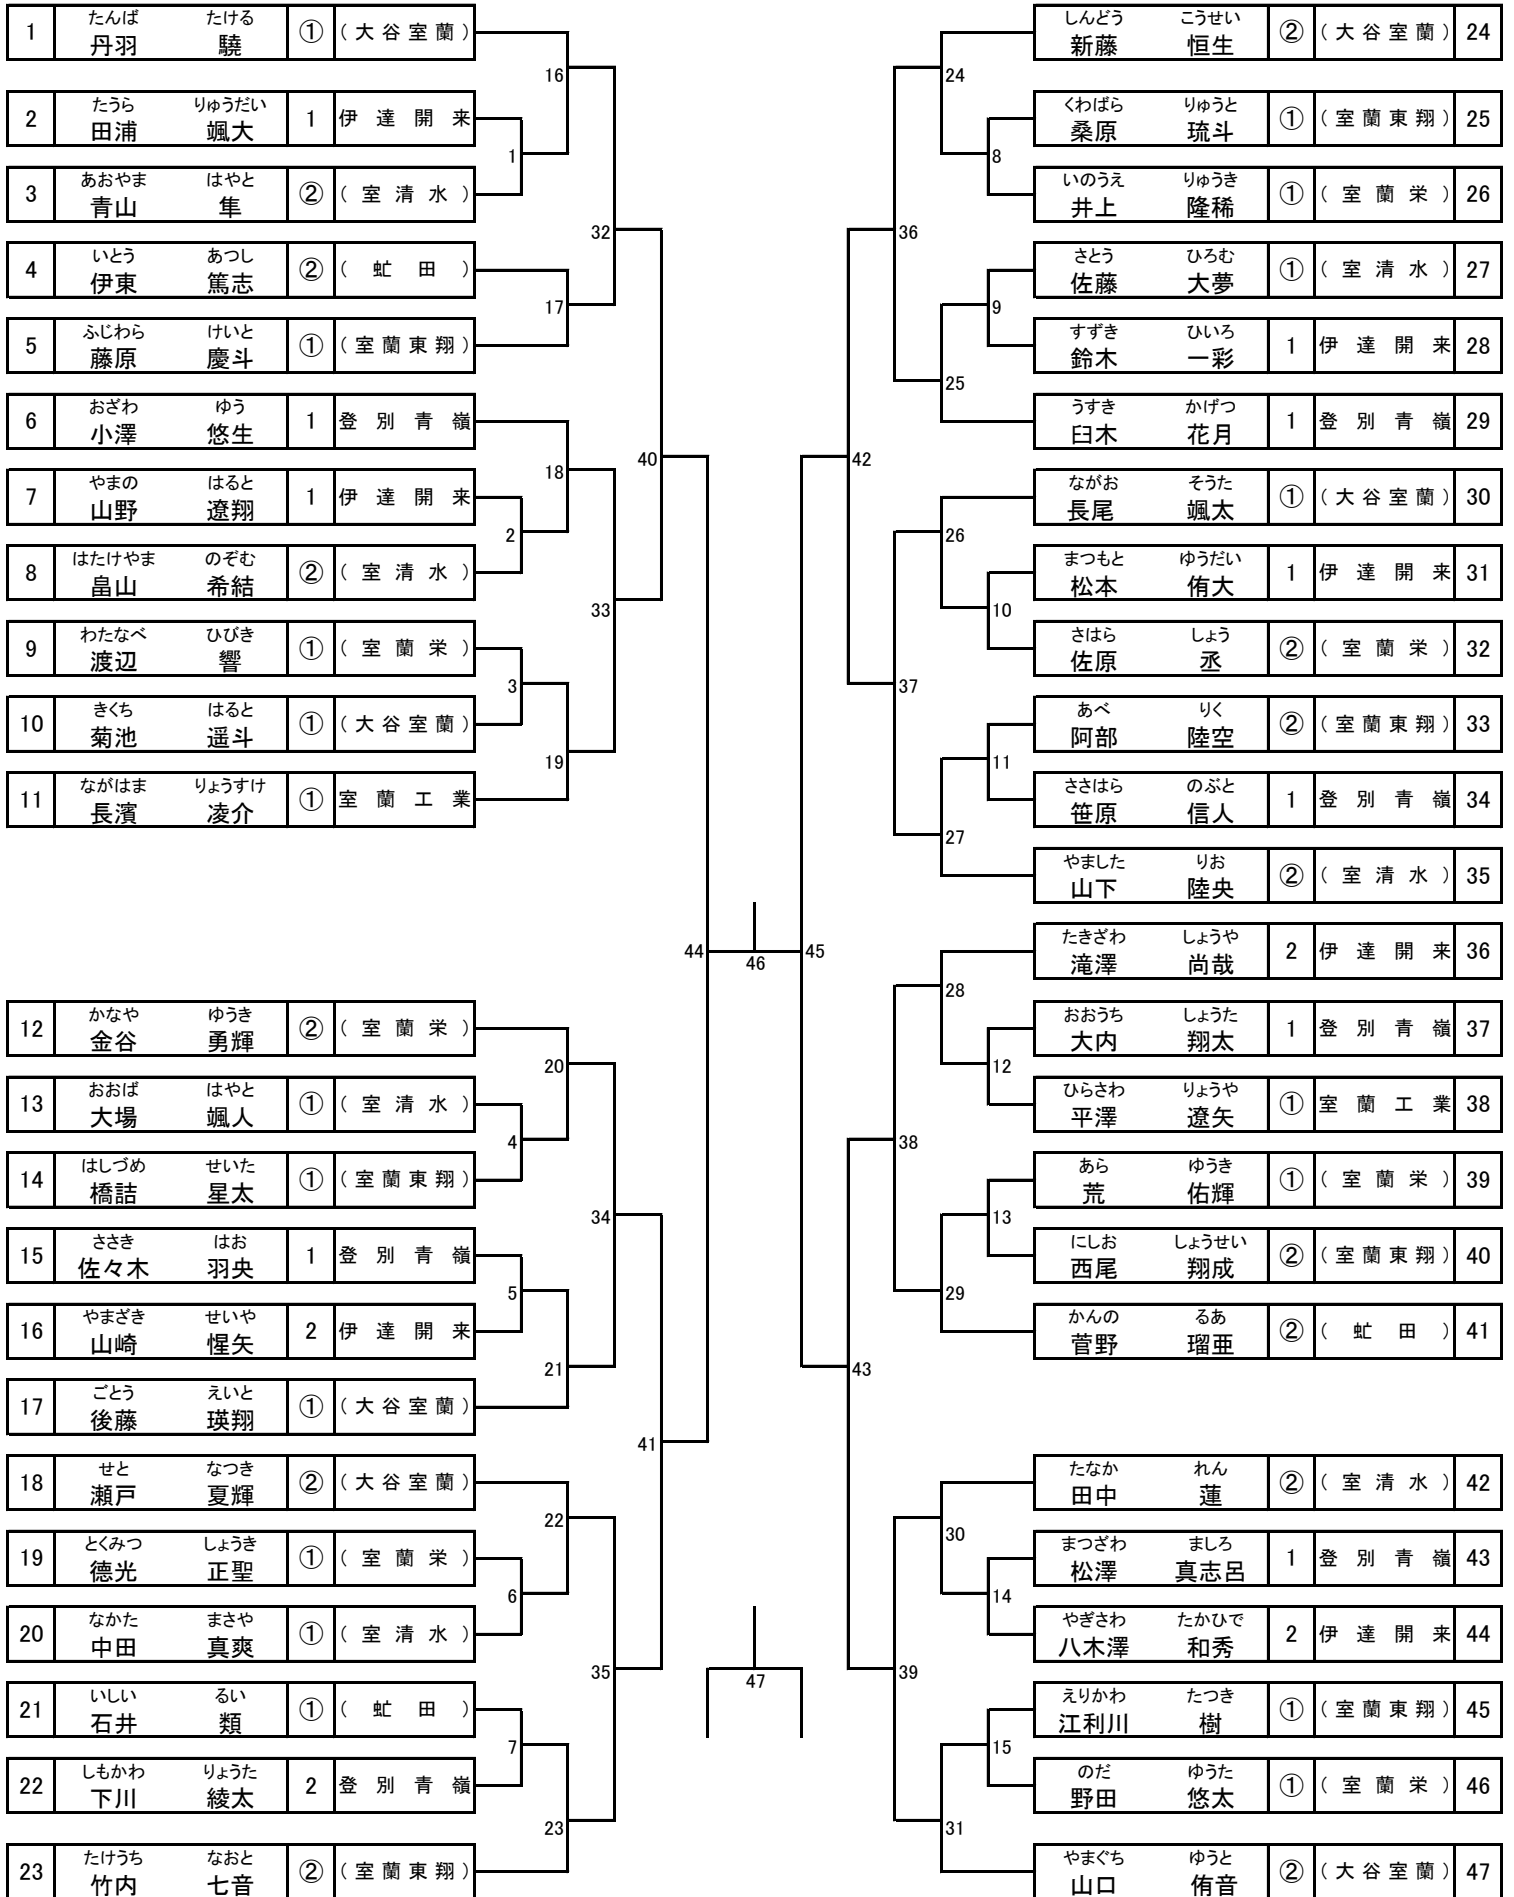 1 たんば たける 丹羽 驍 ① (大谷室蘭)
2 たうら りゅうだい 田浦 颯大 1 伊達開来
3 あおやま はやと 青山 隼 ② (室清水)
4 いとう あつし 伊東 篤志 ② (虻田)
5 ふじわら けいと 藤原 慶斗 ① (室蘭東翔)
6 おざわ ゆう 小澤 悠生 1 登別青嶺
7 やまの はると 山野 遼翔 1 伊達開来
8 はたけやま のぞむ 畠山 希結 ② (室清水)
9 わたなべ ひびき 渡辺 響 ① (室蘭栄)
10 きくち はると 菊池 遥斗 ① (大谷室蘭)
11 ながはま りょうすけ 長濱 凌介 ① 室蘭工業
12 かなや ゆうき 金谷 勇輝 ② (室蘭栄)
13 おおば はやと 大場 颯人 ① (室清水)
14 はしづめ せいた 橋詰 星太 ① (室蘭東翔)
15 ささき はお 佐々木 羽央 1 登別青嶺
16 やまざき せいや 山崎 惺矢 2 伊達開来
17 ごとう えいと 後藤 瑛翔 ① (大谷室蘭)
18 せと なつき 瀬戸 夏輝 ② (大谷室蘭)
19 とくみつ しょうき 德光 正聖 ① (室蘭栄)
20 なかた まさや 中田 真爽 ① (室清水)
21 いしい るい 石井 類 ① (虻田)
22 しもかわ りょうた 下川 綾太 2 登別青嶺
23 たけうち なおと 竹内 七音 ② (室蘭東翔)
1
2
3
4
5
6
7
16
17
18
19
20
21
22
23
32
33
34
35
40
41
44
46
47
45
42
43
36
37
38
39
24
25
26
27
28
29
30
31
8
9
10
11
12
13
14
15
しんどう こうせい 新藤 恒生 ② (大谷室蘭) 24
くわばら りゅうと 桑原 琉斗 ① (室蘭東翔) 25
いのうえ りゅうき 井上 隆稀 ① (室蘭栄) 26
さとう ひろむ 佐藤 大夢 ① (室清水) 27
すずき ひいろ 鈴木 一彩 1 伊達開来 28
うすき かげつ 臼木 花月 1 登別青嶺 29
ながお そうた 長尾 颯太 ① (大谷室蘭) 30
まつもと ゆうだい 松本 侑大 1 伊達開来 31
さはら しょう 佐原 丞 ② (室蘭栄) 32
あべ りく 阿部 陸空 ② (室蘭東翔) 33
ささはら のぶと 笹原 信人 1 登別青嶺 34
やました りお 山下 陸央 ② (室清水) 35
たきざわ しょうや 滝澤 尚哉 2 伊達開来 36
おおうち しょうた 大内 翔太 1 登別青嶺 37
ひらさわ りょうや 平澤 遼矢 ① 室蘭工業 38
あら ゆうき 荒 佑輝 ① (室蘭栄) 39
にしお しょうせい 西尾 翔成 ② (室蘭東翔) 40
かんの るあ 菅野 瑠亜 ② (虻田) 41
たなか れん 田中 蓮 ② (室清水) 42
まつざわ ましろ 松澤 真志呂 1 登別青嶺 43
やぎさわ たかひで 八木澤 和秀 2 伊達開来 44
えりかわ たつき 江利川 樹 ① (室蘭東翔) 45
のだ ゆうた 野田 悠太 ① (室蘭栄) 46
やまぐち ゆうと 山口 侑音 ② (大谷室蘭) 47